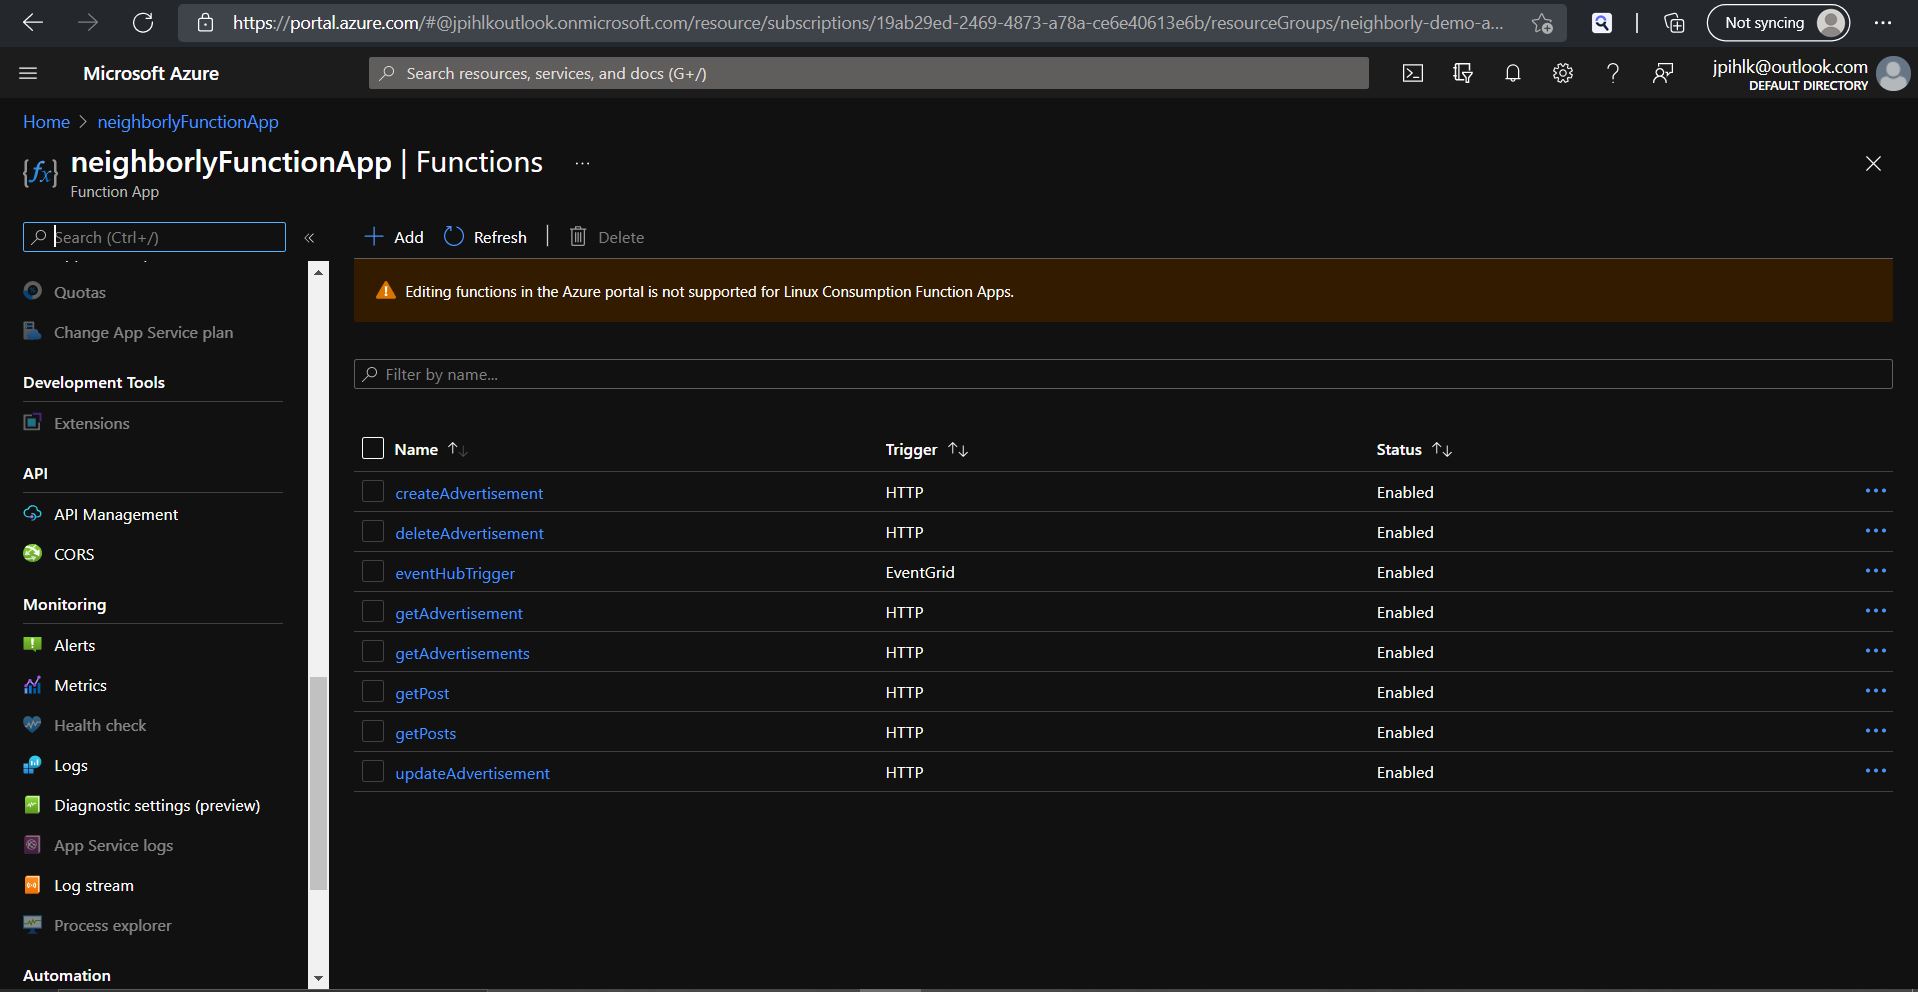 https://portal.azure.com/#@jpihlkoutlook.onmicrosoft.com/resource/subscriptions/19ab29ed-2469-4873-a78a-ce6e40613e6b/resourceGroups/neighborly-demo-a...
Not syncing
Microsoft Azure
Search resources, services, and docs (G+/)
jpihlk@outlook.com
DEFAULT DIRECTORY
Home > neighborlyFunctionApp
neighborlyFunctionApp | Functions ...
Function App
Search (Ctrl+/)
«
Add
Refresh
Delete
Quotas
Change App Service plan
Development Tools
Extensions
API
API Management
CORS
Monitoring
Alerts
Metrics
Health check
Logs
Diagnostic settings (preview)
App Service logs
Log stream
Process explorer
Automation
Editing functions in the Azure portal is not supported for Linux Consumption Function Apps.
Filter by name...
Name Trigger Status
createAdvertisement HTTP Enabled
deleteAdvertisement HTTP Enabled
eventHubTrigger EventGrid Enabled
getAdvertisement HTTP Enabled
getAdvertisements HTTP Enabled
getPost HTTP Enabled
getPosts HTTP Enabled
updateAdvertisement HTTP Enabled